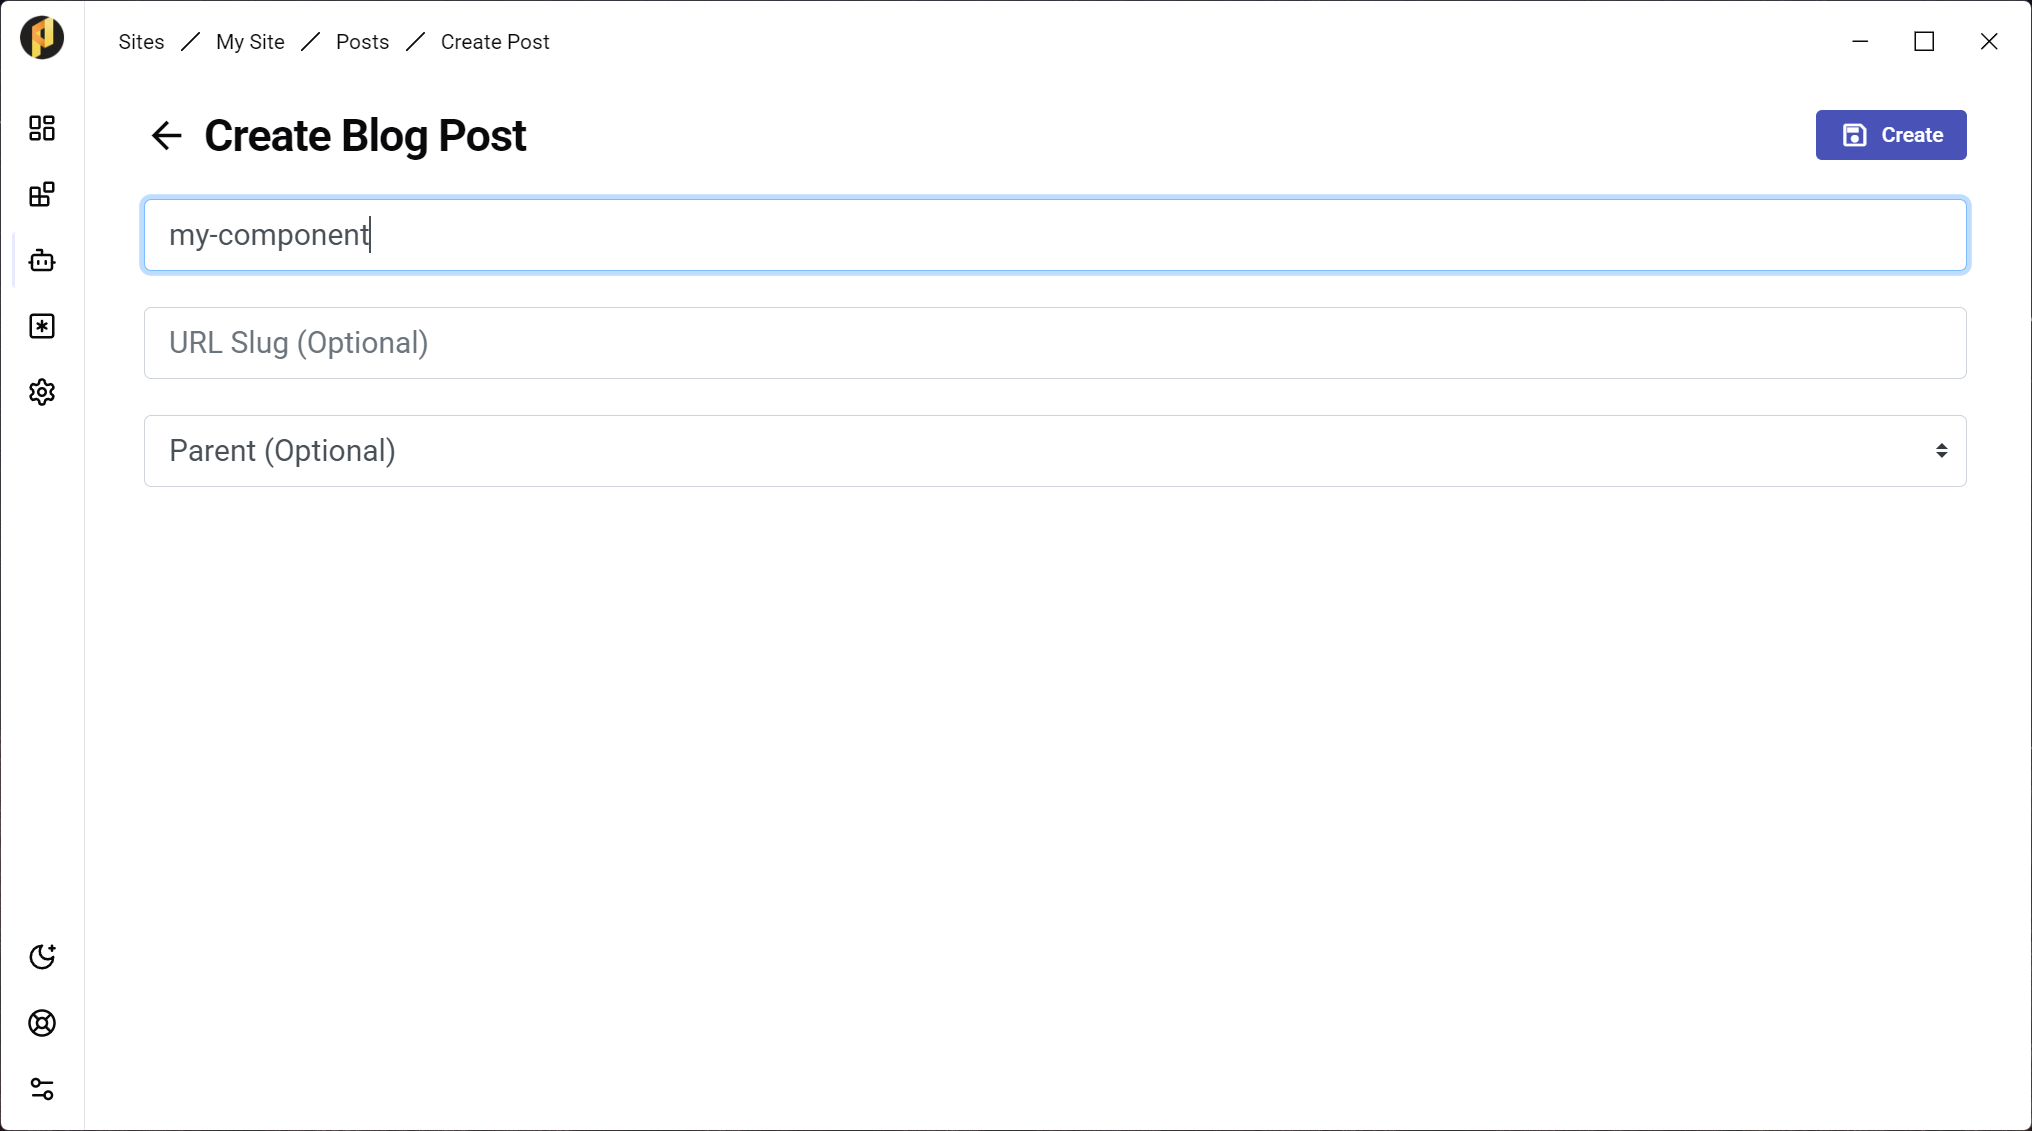 Sites / My Site / Posts / Create Post
Create Blog Post
Create
my-component
URL Slug (Optional)
Parent (Optional)